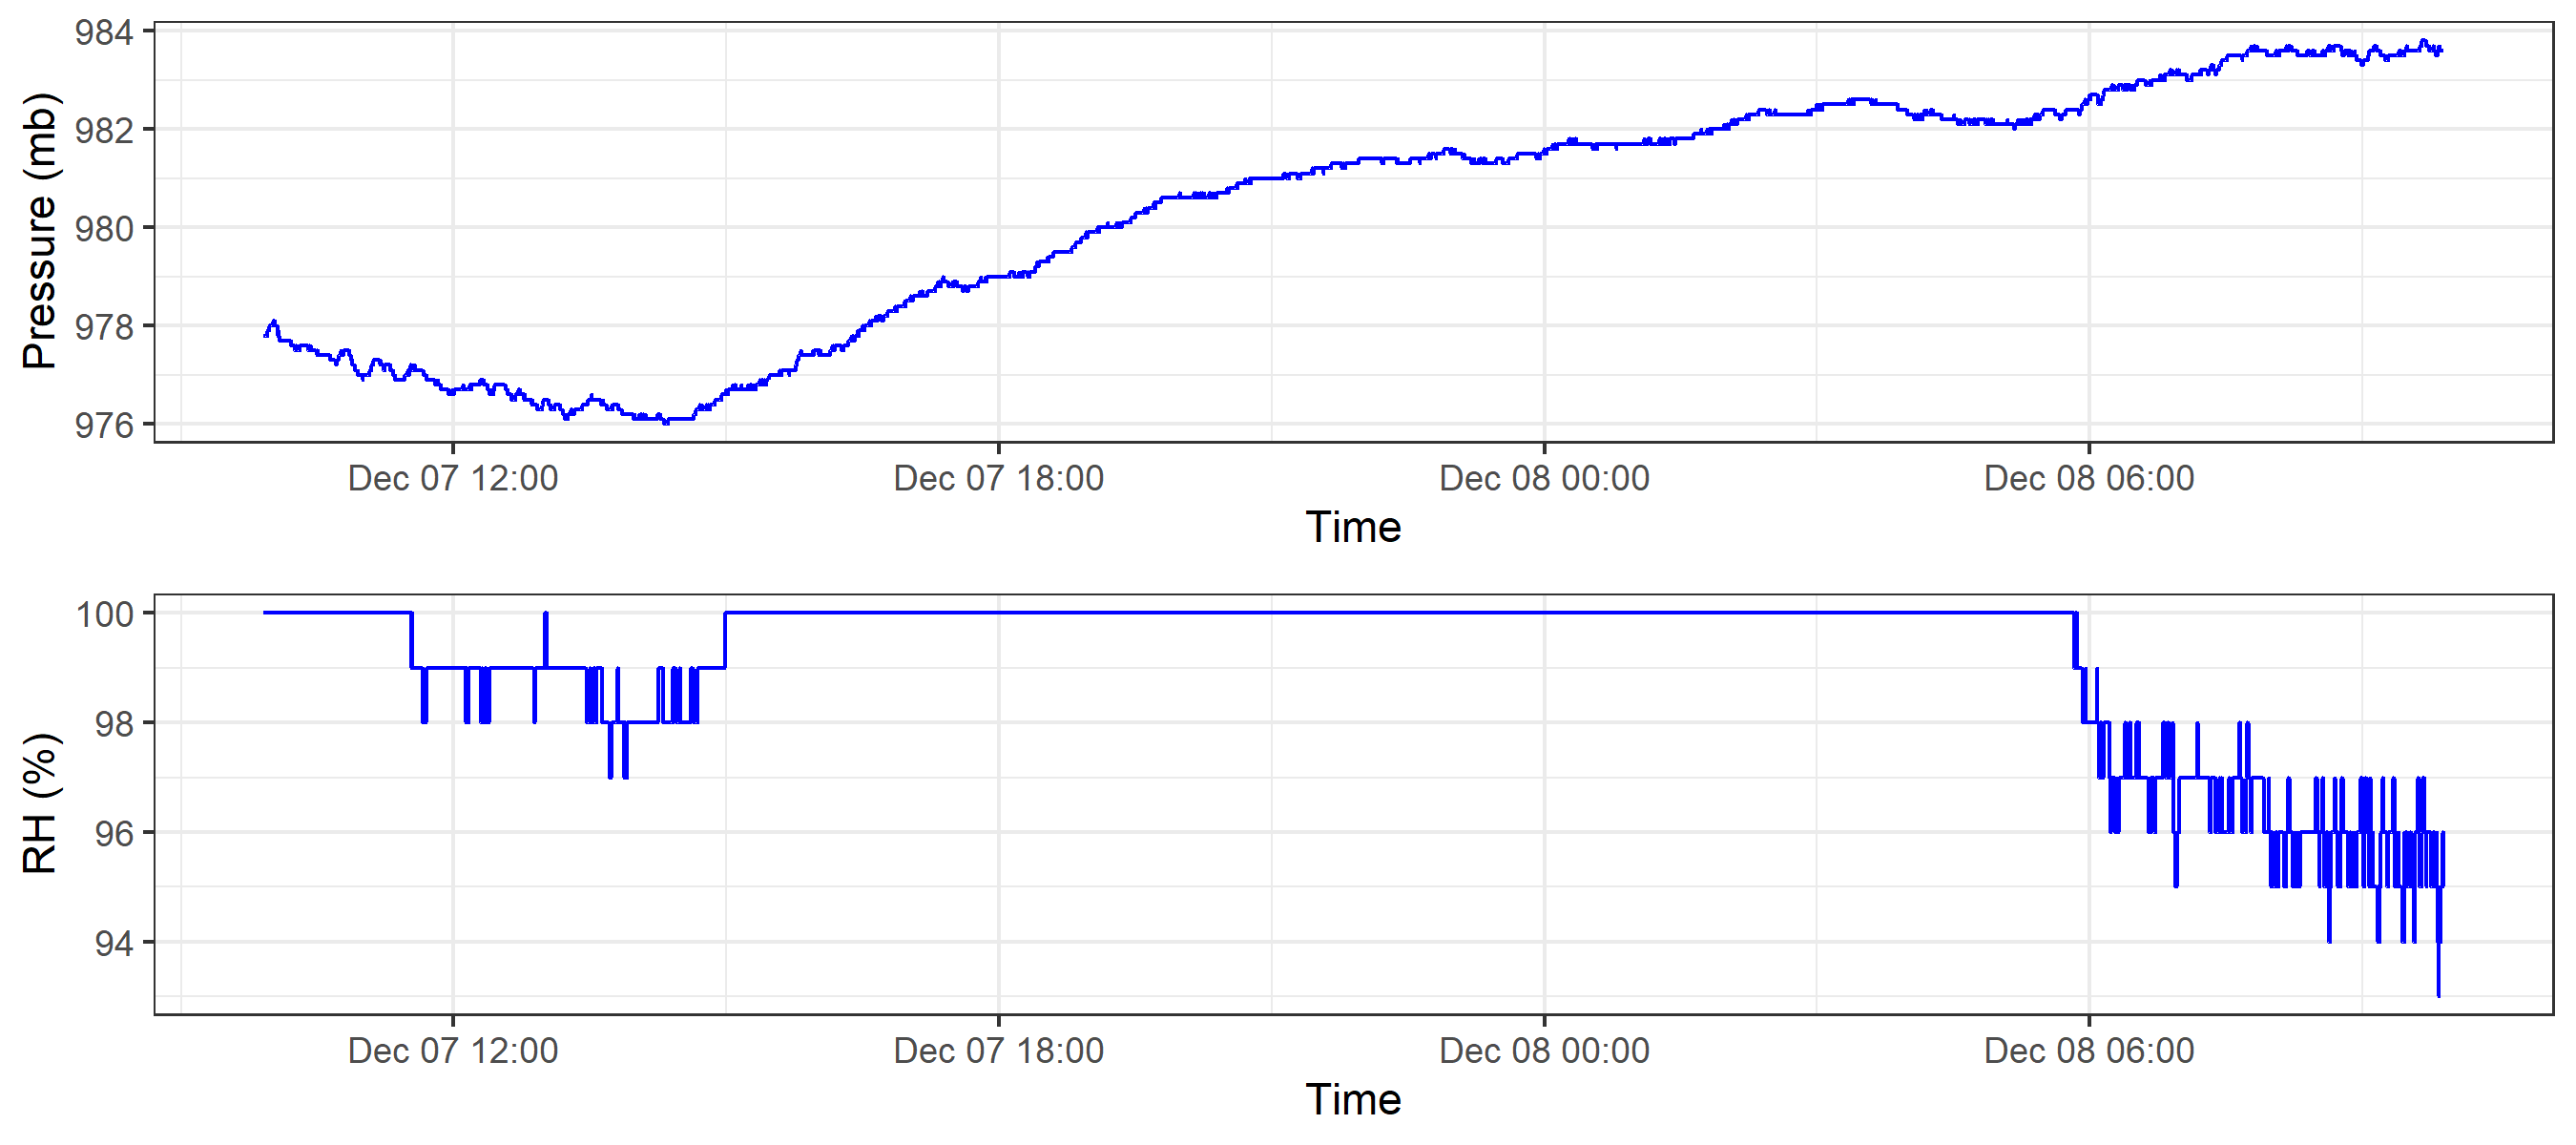 984
982
980
978
976
Pressure (mb)
Dec 07 12:00
Dec 07 18:00
Dec 08 00:00
Dec 08 06:00
Time
100
98
96
94
RH (%)
Dec 07 12:00
Dec 07 18:00
Dec 08 00:00
Dec 08 06:00
Time